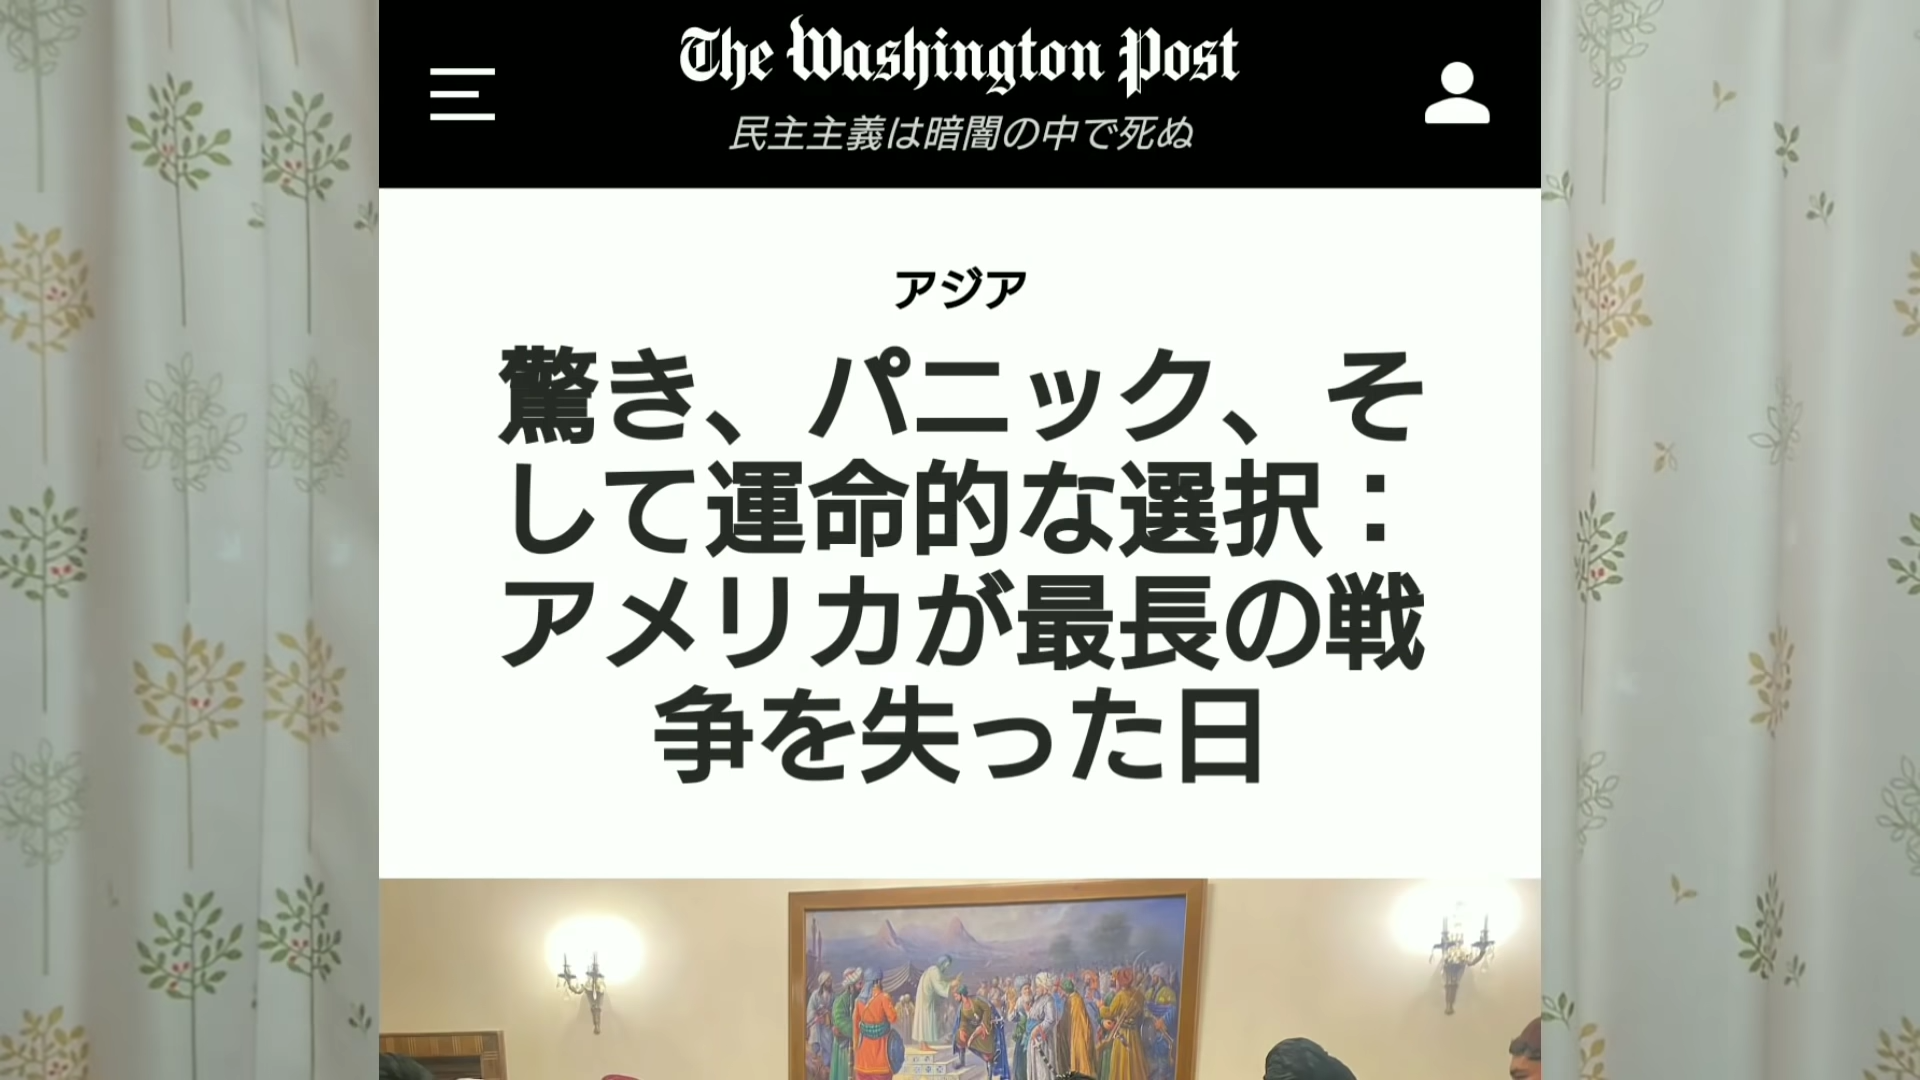 The Washington Post
民主主義は暗闇の中で死ぬ
アジア
驚き、パニック、そ
して運命的な選択：
アメリカが最長の戦
争を失った日